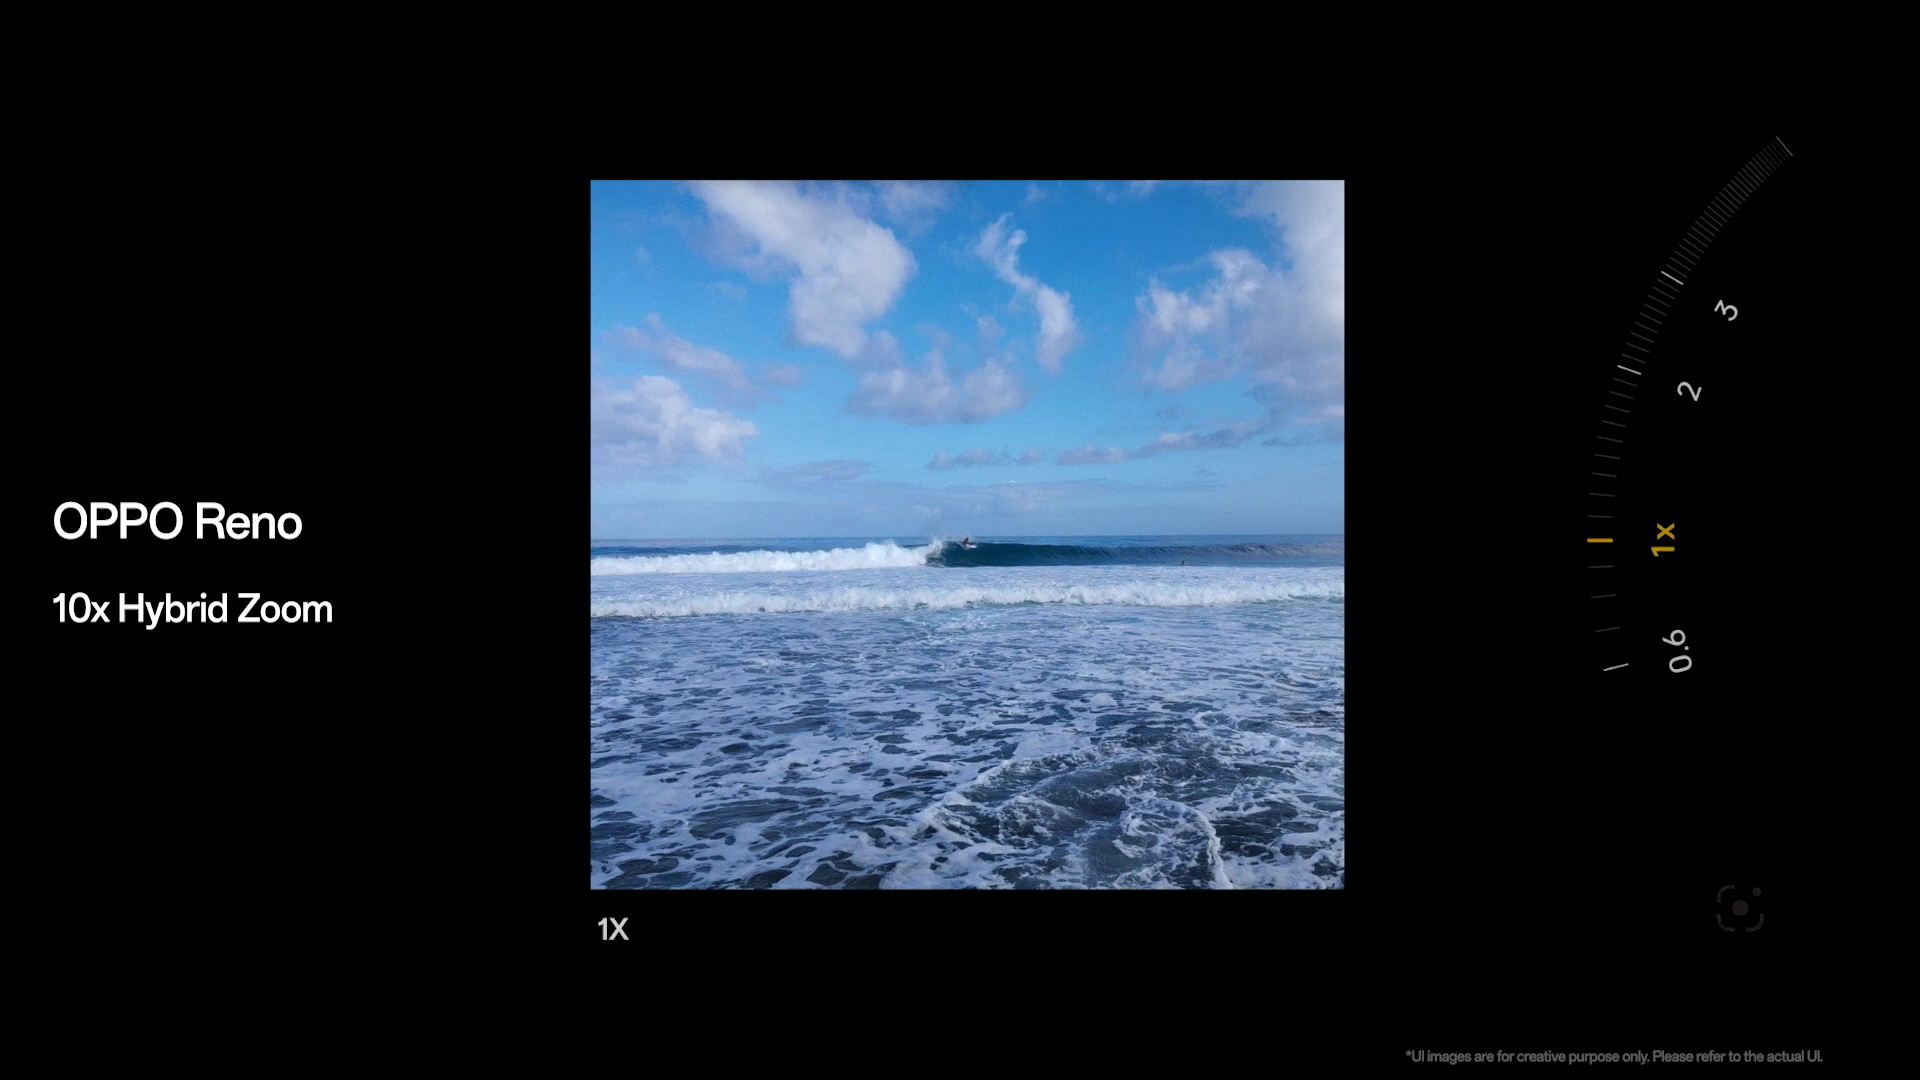 OPPO Reno
10x Hybrid Zoom
1X
3
2
1x
0.6
*UI images are for creative purpose only. Please refer to the actual UI.